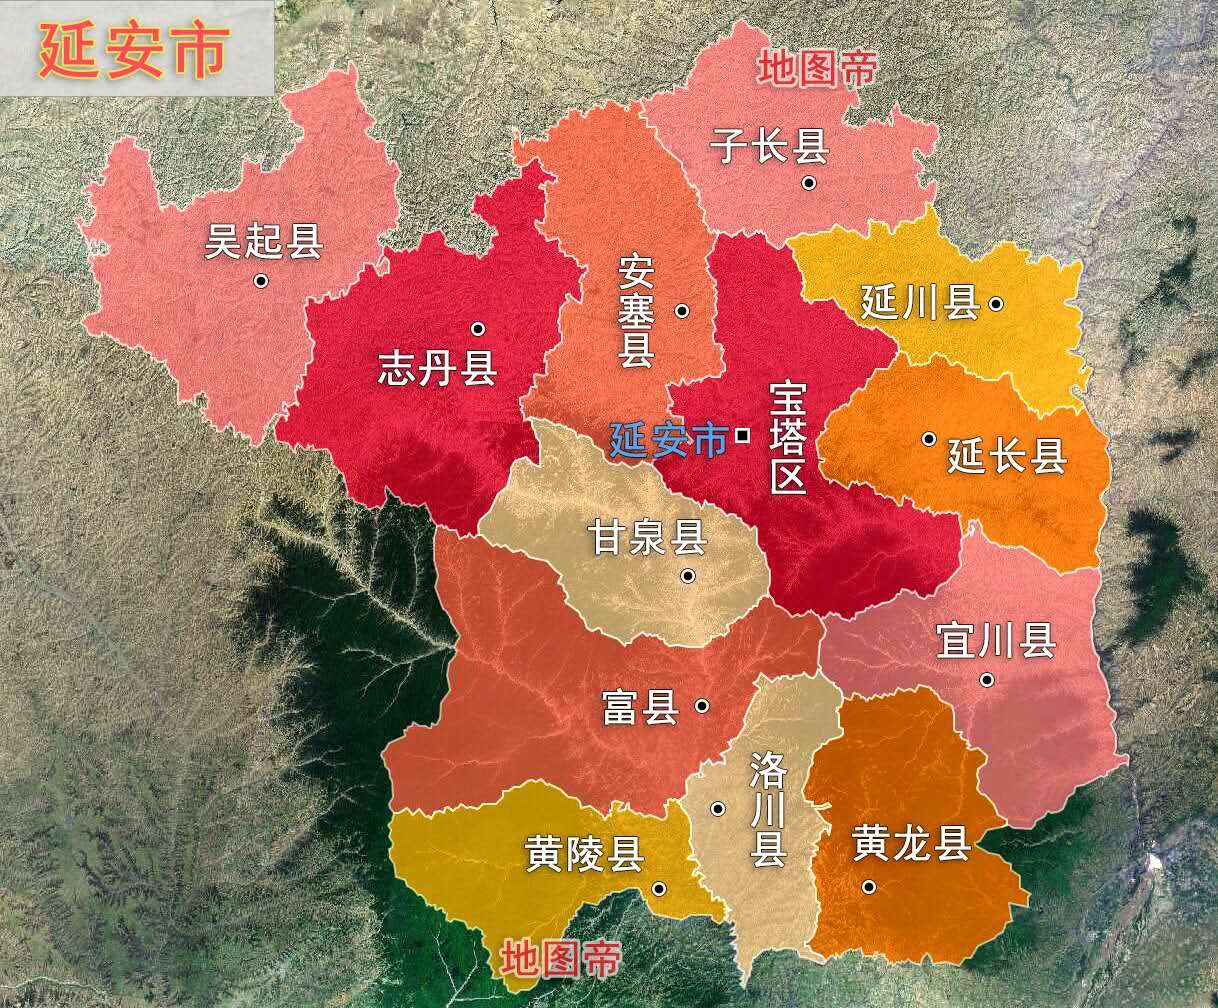 延安市
地图帝
子长县
吴起县
安塞县
延川县
志丹县
宝塔区
延安市
延长县
甘泉县
宜川县
富县
洛川县
黄陵县
黄龙县
地图帝